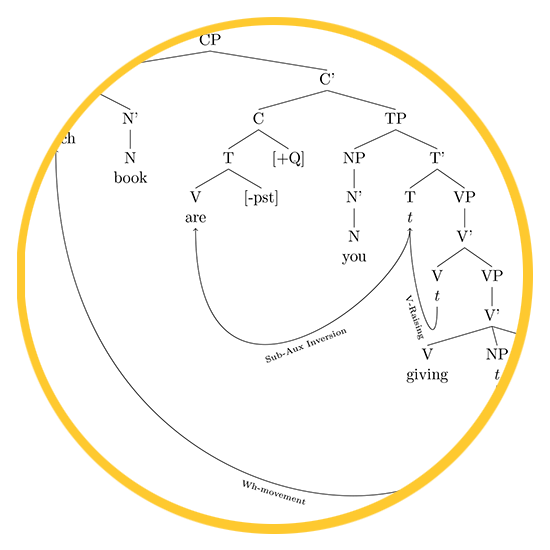 CP
C'
N' C TP
ch
N T [+Q] NP T'
book
V [-pst] N' T VP
are t
N V'
you
V VP
t
V-Raising
V'
Sub-Aux Inversion
V NP
giving t
Wh-movement